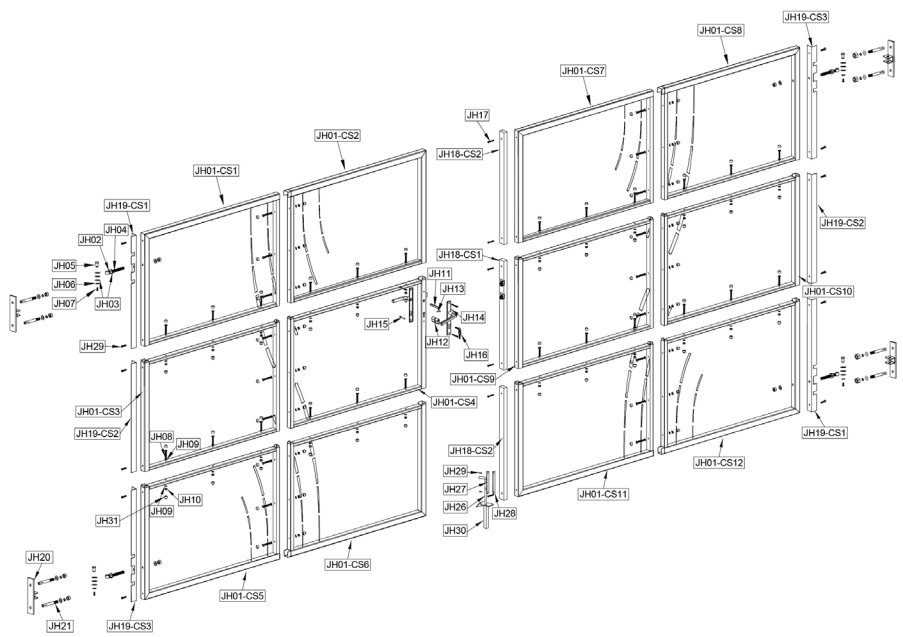 JH19-CS3
JH01-CS8
JH01-CS7
JH17
JH18-CS2
JH01-CS2
JH01-CS1
JH19-CS1
JH04
JH02
JH05
JH06
JH03
JH07
JH29
JH19-CS2
JH18-CS1
JH11
JH13
JH14
JH15
JH12
JH16
JH01-CS10
JH01-CS9
JH01-CS4
JH01-CS3
JH19-CS2
JH08
JH09
JH18-CS2
JH19-CS1
JH01-CS12
JH01-CS11
JH29
JH27
JH26
JH28
JH30
JH10
JH09
JH31
JH20
JH01-CS6
JH01-CS5
JH21
JH19-CS3